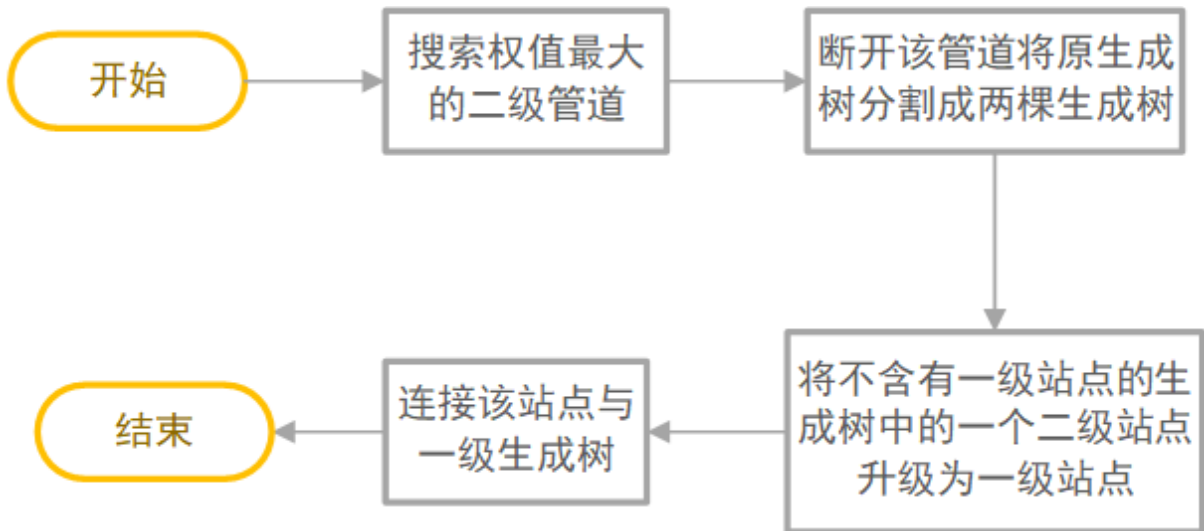 开始
搜索权值最大
的二级管道
断开该管道将原生成
树分割成两棵生成树
将不含有一级站点的生
成树中的一个二级站点
升级为一级站点
连接该站点与
一级生成树
结束